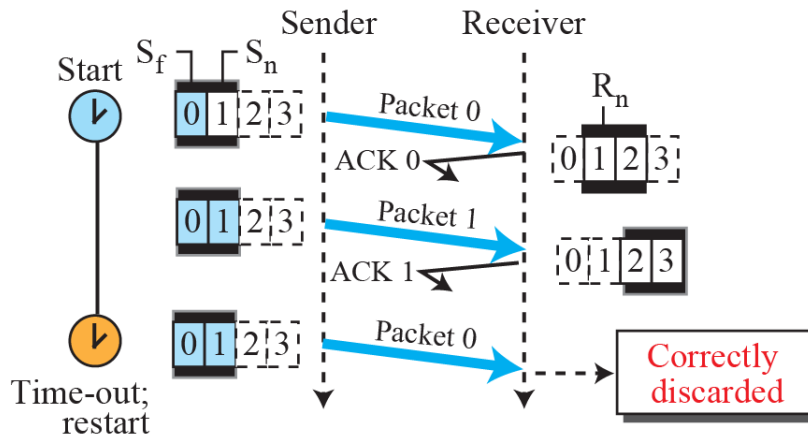 Sender
Receiver
Start
Sf
Sn
0 1 2 3
Packet 0
Rn
ACK 0
0 1 2 3
0 1 2 3
Packet 1
ACK 1
0 1 2 3
0 1 2 3
Packet 0
Time-out;
restart
Correctly
discarded